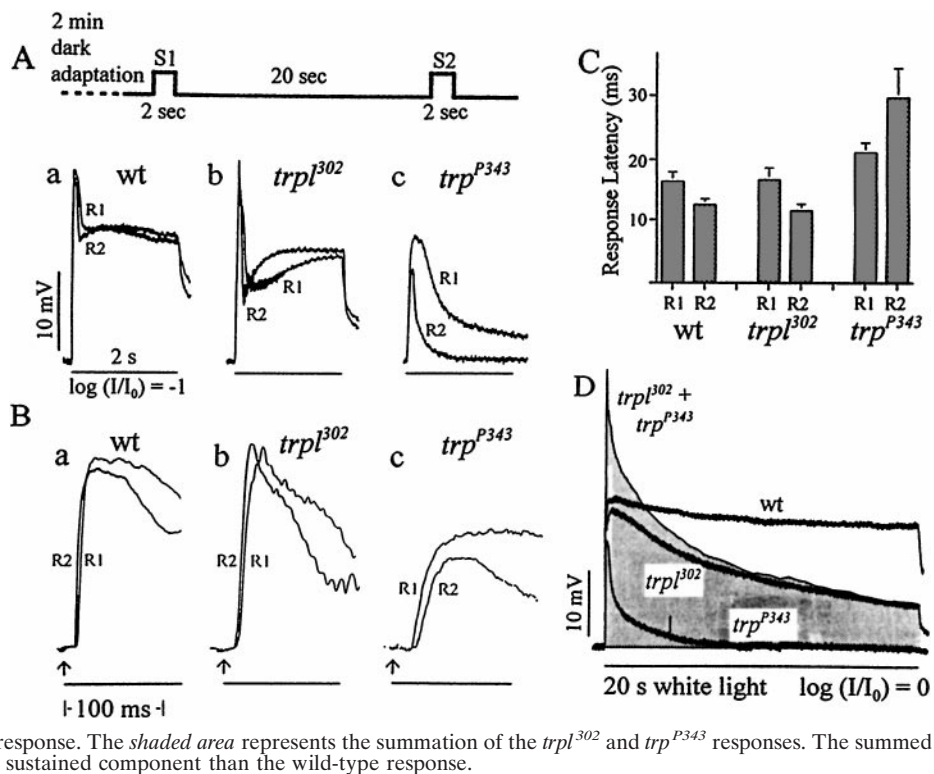 A
2 min
dark
adaptation
S1
20 sec
S2
2 sec
2 sec
a
wt
R1
R2
10 mV
2 s
log (I/I₀) = -1
b
trpl³⁰²
R1
R2
c
trpᴾ³⁴³
R1
R2
B
a
wt
R2
R1
↑
100 ms
b
trpl³⁰²
R2
R1
↑
c
trpᴾ³⁴³
R1
R2
↑
C
Response Latency (ms)
30
20
10
R1 R2 R1 R2 R1 R2
wt trpl³⁰² trpᴾ³⁴³
D
trpl³⁰² +
trpᴾ³⁴³
wt
trpl³⁰²
trpᴾ³⁴³
10 mV
20 s white light log (I/I₀) = 0
response. The shaded area represents the summation of the trpl³⁰² and trpᴾ³⁴³ responses. The summed
sustained component than the wild-type response.